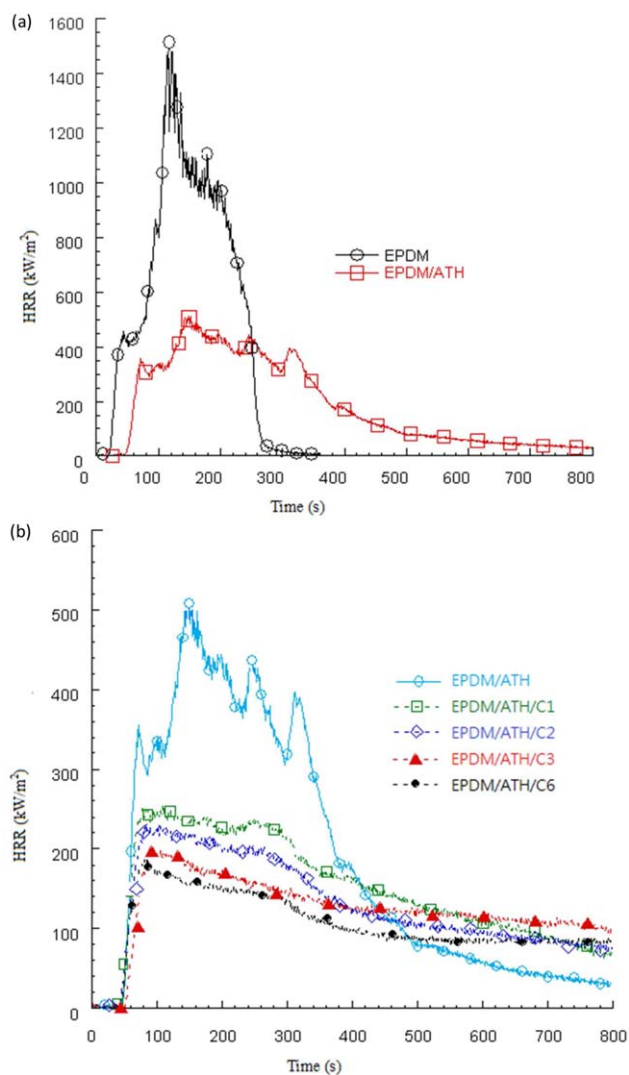 (a)
1600
1400
1200
1000
800
600
400
200
0
HRR (kW/m²)
EPDM
EPDM/ATH
0 100 200 300 400 500 600 700 800
Time (s)
(b)
600
500
400
300
200
100
0
HRR (kW/m²)
EPDM/ATH
EPDM/ATH/C1
EPDM/ATH/C2
EPDM/ATH/C3
EPDM/ATH/C6
0 100 200 300 400 500 600 700 800
Time (s)